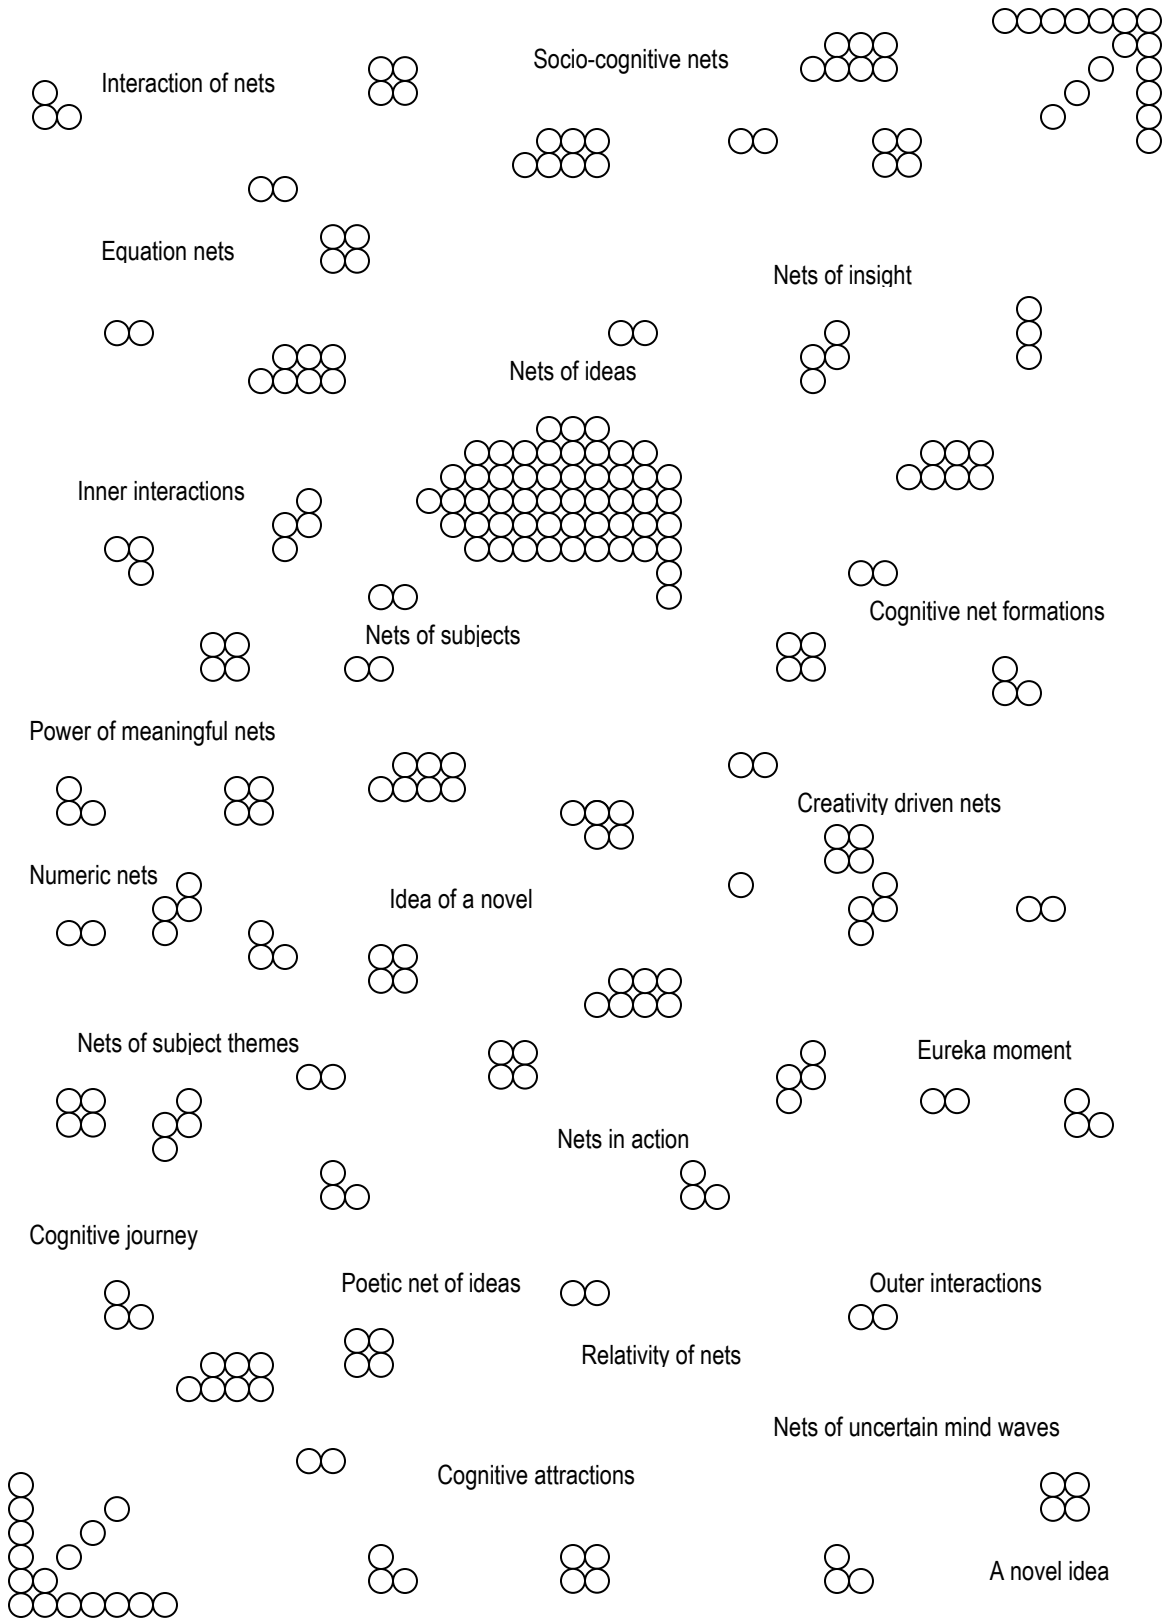 Socio-cognitive nets
Interaction of nets
Equation nets
Nets of insight
Nets of ideas
Inner interactions
Cognitive net formations
Nets of subjects
Power of meaningful nets
Creativity driven nets
Numeric nets
Idea of a novel
Nets of subject themes
Eureka moment
Nets in action
Cognitive journey
Poetic net of ideas
Outer interactions
Relativity of nets
Nets of uncertain mind waves
Cognitive attractions
A novel idea